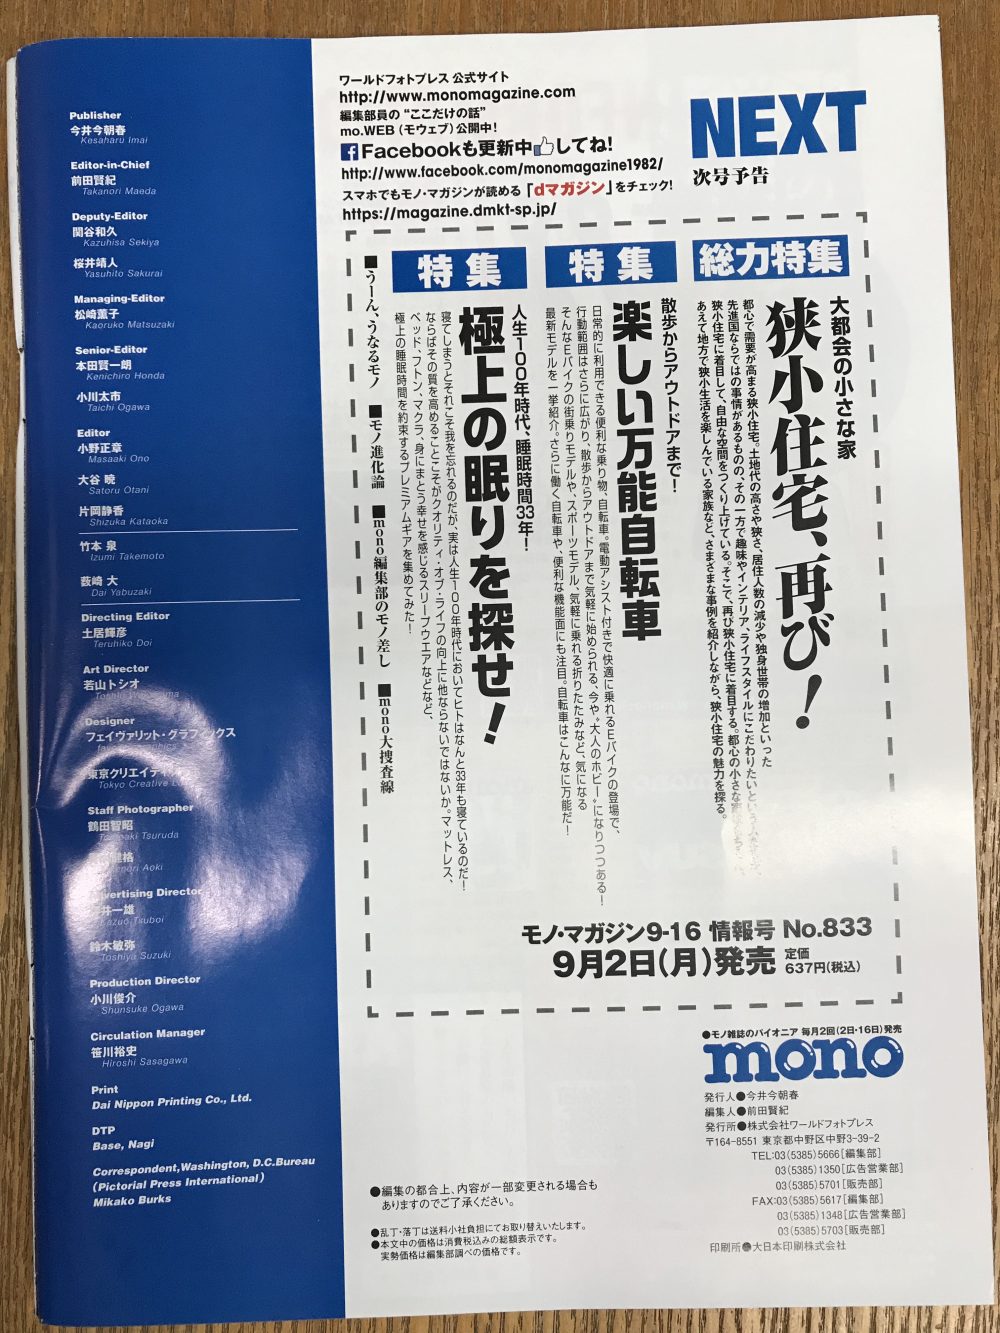 Publisher
今井今朝春
Kesaharu Imai
Editor-in-Chief
前田賢紀
Takanori Maeda
Deputy-Editor
関谷和久
Kazuhisa Sekiya
桜井靖人
Yasuhito Sakurai
Managing-Editor
松崎薫子
Kaoruko Matsuzaki
Senior-Editor
本田賢一朗
Kenichiro Honda
小川太市
Taichi Ogawa
Editor
小野正章
Masaaki Ono
大谷 暁
Satoru Otani
片岡静香
Shizuka Kataoka
竹本 泉
Izumi Takemoto
薮崎 大
Dai Yabuzaki
Directing Editor
土居輝彦
Teruhiko Doi
Art Director
若山トシオ
Designer
フェイヴァリット・グラフィックス
東京クリエイティ
Tokyo Creative
Staff Photographer
鶴田智昭
Tsuruda
Aoki
Advertising Director
井一雄
Kazuo Tsuboi
鈴木敏弥
Toshiya Suzuki
Production Director
小川俊介
Shunsuke Ogawa
Circulation Manager
笹川裕史
Hiroshi Sasagawa
Print
Dai Nippon Printing Co., Ltd.
DTP
Base, Nagi
Correspondent,Washington, D.C.Bureau
(Pictorial Press International)
Mikako Burks
ワールドフォトプレス 公式サイト
http://www.monomagazine.com
編集部員の “ここだけの話”
mo.WEB（モウェブ）公開中！
Facebookも更新中してね！
http://www.facebook.com/monomagazine1982/
スマホでもモノ・マガジンが読める「dマガジン」をチェック！
https://magazine.dmkt-sp.jp/
NEXT
次号予告
総力特集
大都会の小さな家
狭小住宅、再び！
都心で需要が高まる狭小住宅。土地代の高さや狭さ、居住人数の減少や独身世帯の増加といった
先進国ならではの事情があるものの、その一方で趣味やインテリア、ライフスタイルにこだわりたいという
狭小住宅に着目して、自由な空間をつくり上げている。そこで、再び狭小住宅に着目する。都心の小さな
あえて地方で狭小生活を楽しんでいる家族など、さまざまな事例を紹介しながら、狭小住宅の魅力を探る。
特集
散歩からアウトドアまで！
楽しい万能自転車
日常的に利用できる便利な乗り物、自転車。電動アシスト付きで快適に乗れるEバイクの登場で、
行動範囲はさらに広がり、散歩からアウトドアまで気軽に始められる、今や“大人のホビー”になりつつある！
そんなEバイクの街乗りモデルや、スポーツモデル、気軽に乗れる折りたたみなど、気になる
最新モデルを一挙紹介。さらに働く自転車や、便利な機能面にも注目。自転車はこんなに万能だ！
特集
人生100年時代、睡眠時間33年！
極上の眠りを探せ！
寝てしまうとそれこそ我を忘れるのだが、実は人生100年時代においてヒトはなんと33年も寝ているのだ！
ならばその質を高めることこそがクオリティ・オブ・ライフの向上に他ならないではないか。マットレス、
ベッド、フトン、マクラ、身にまとう幸せを感じるスリープウエアなどなど、
極上の睡眠時間を約束するプレミアムギアを集めてみた！
■うーん、うなるモノ ■モノ進化論 ■mono編集部のモノ差し ■mono大捜査線
モノ・マガジン9-16 情報号 No.833
9月2日（月）発売 定価
637円（税込）
●モノ雑誌のパイオニア 毎月2回（2日・16日）発売
mono
発行人●今井今朝春
編集人●前田賢紀
発行所●株式会社ワールドフォトプレス
〒164-8551 東京都中野区中野3-39-2
TEL:03（5385）5666［編集部］
03（5385）1350［広告営業部］
03（5385）5701［販売部］
FAX:03（5385）5617［編集部］
03（5385）1348［広告営業部］
03（5385）5703［販売部］
印刷所●大日本印刷株式会社
●編集の都合上、内容が一部変更される場合も
ありますのでご了承ください。
●乱丁・落丁は送料小社負担にてお取り替えいたします。
●本文中の価格は消費税込みの総額表示です。
実勢価格は編集部調べの価格です。